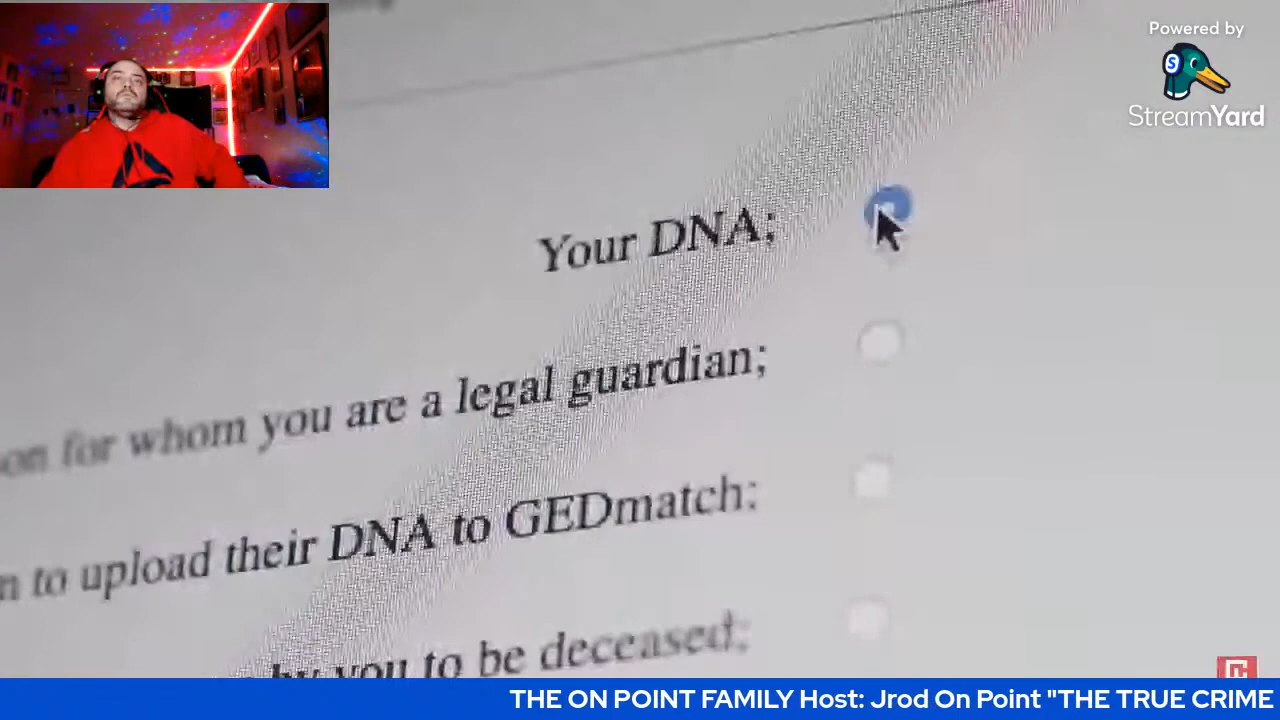 Powered by
StreamYard
Your DNA;
for whom you are a legal guardian;
to upload their DNA to GEDmatch;
you to be deceased;
THE ON POINT FAMILY Host: Jrod On Point "THE TRUE CRIME